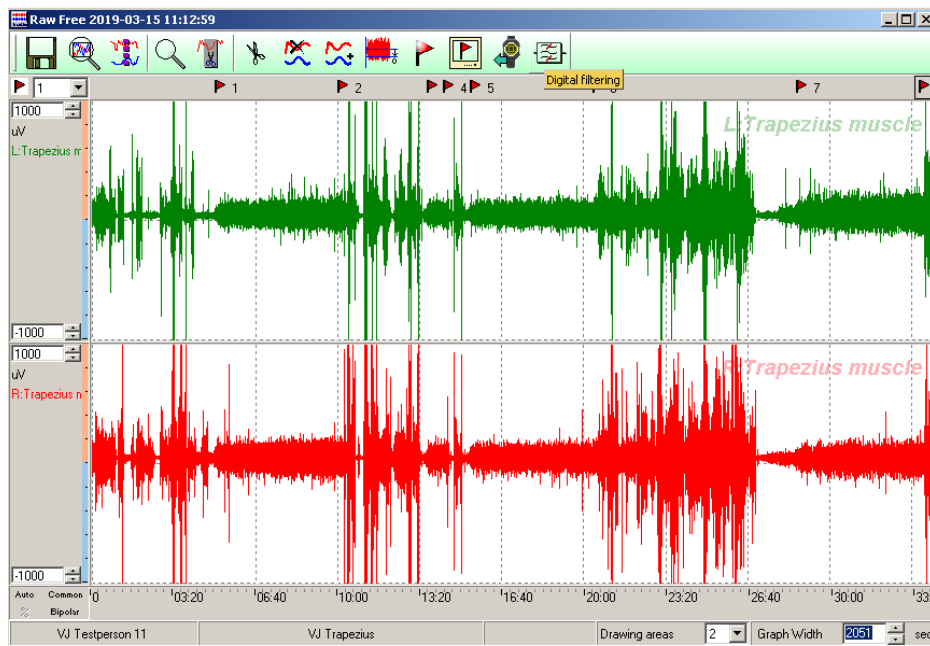 Raw Free 2019-03-15 11:12:59
Digital filtering
1 1 2 4 5 7
1000
uV
L:Trapezius m
L:Trapezius muscle
-1000
1000
uV
R:Trapezius n
R:Trapezius muscle
-1000
Auto Common
% Bipolar
0 03:20 06:40 10:00 13:20 16:40 20:00 23:20 26:40 30:00 33:
VJ Testperson 11 VJ Trapezius Drawing areas 2 Graph Width 2051 sec